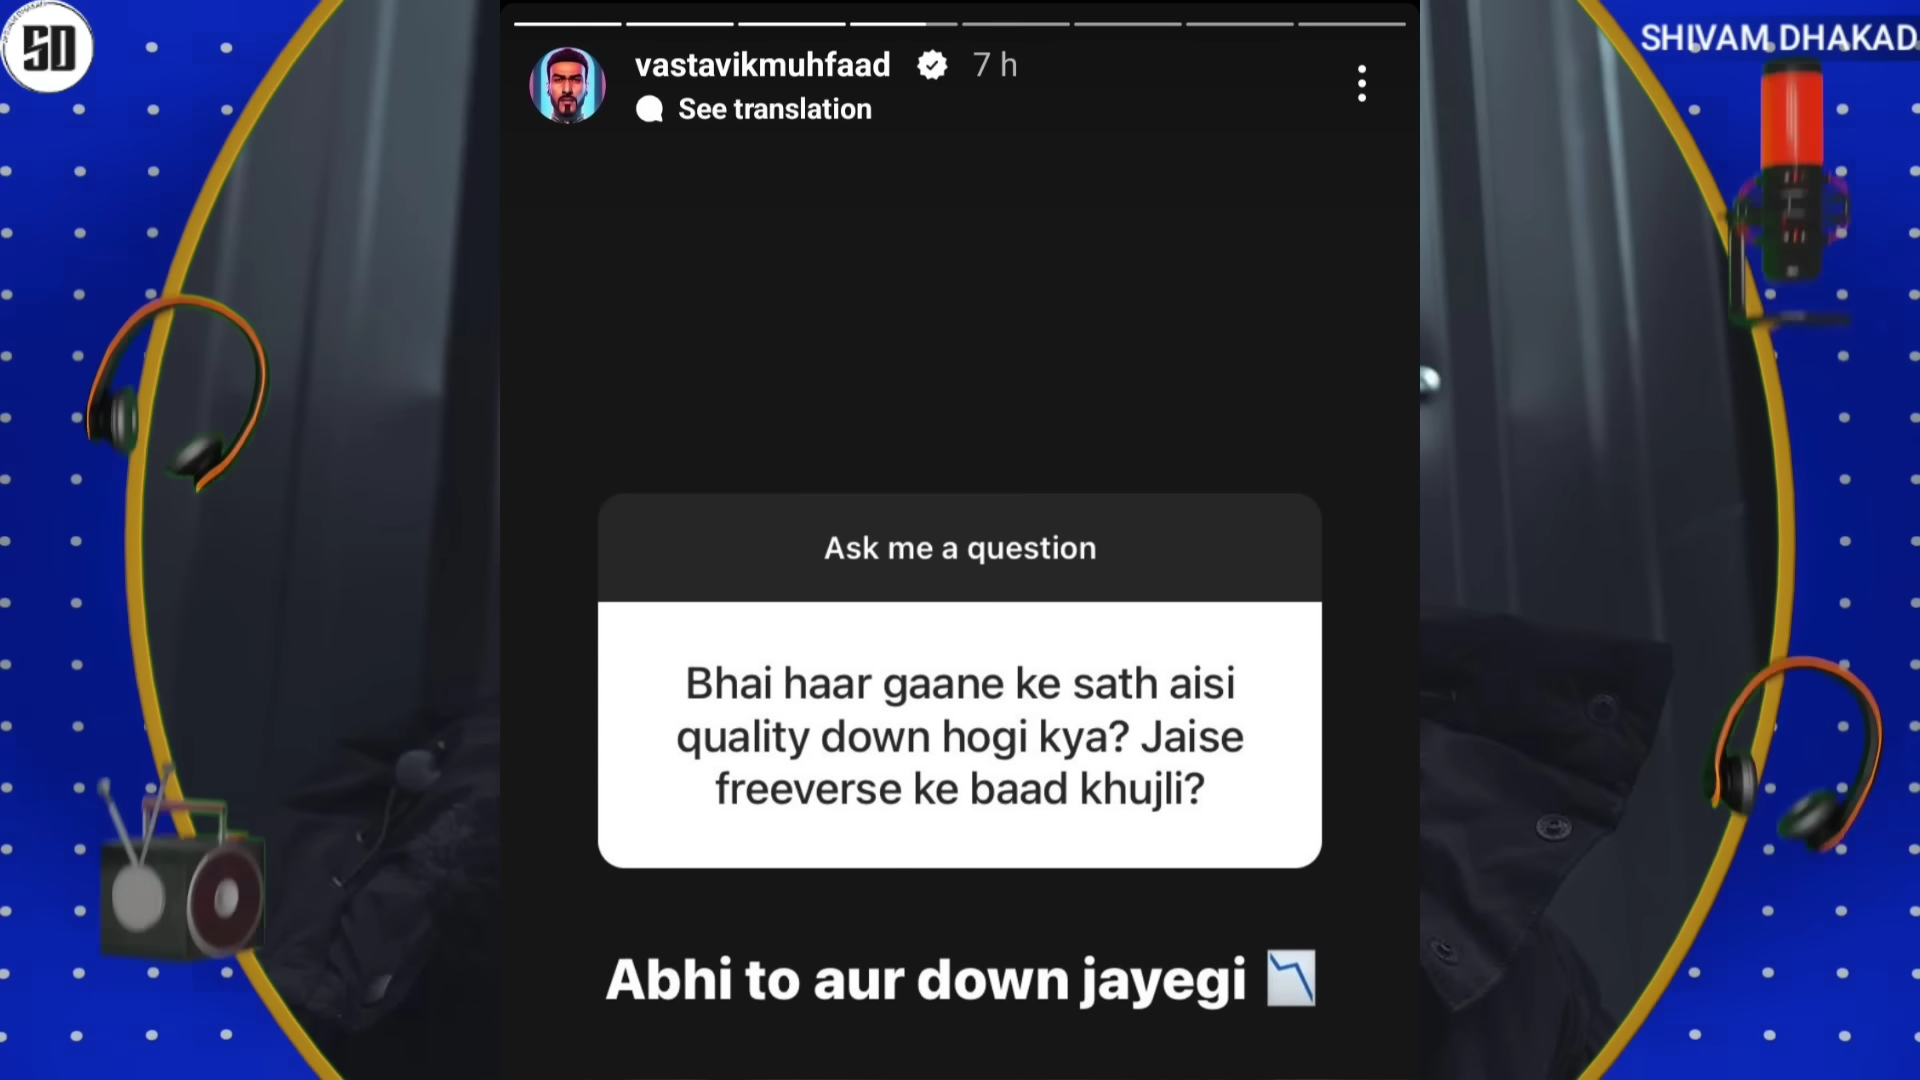 SD
SHIVAM DHAKAD
vastavikmuhfaad 7 h
See translation
Ask me a question
Bhai haar gaane ke sath aisi
quality down hogi kya? Jaise
freeverse ke baad khujli?
Abhi to aur down jayegi 📉